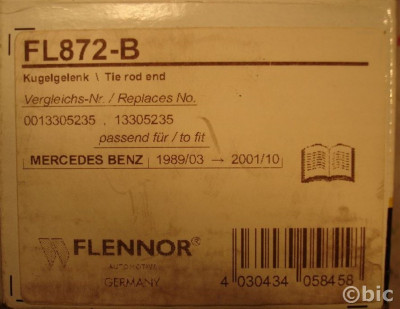 FL872-B
Kugelgelenk \ Tie rod end
Vergleichs-Nr. / Replaces No.
0013305235 . 13305235
passend für / to fit
MERCEDES BENZ 1989/03 → 2001/10
FLENNOR®
AUTOMOTIVE
GERMANY
4 030434 058458
©bic